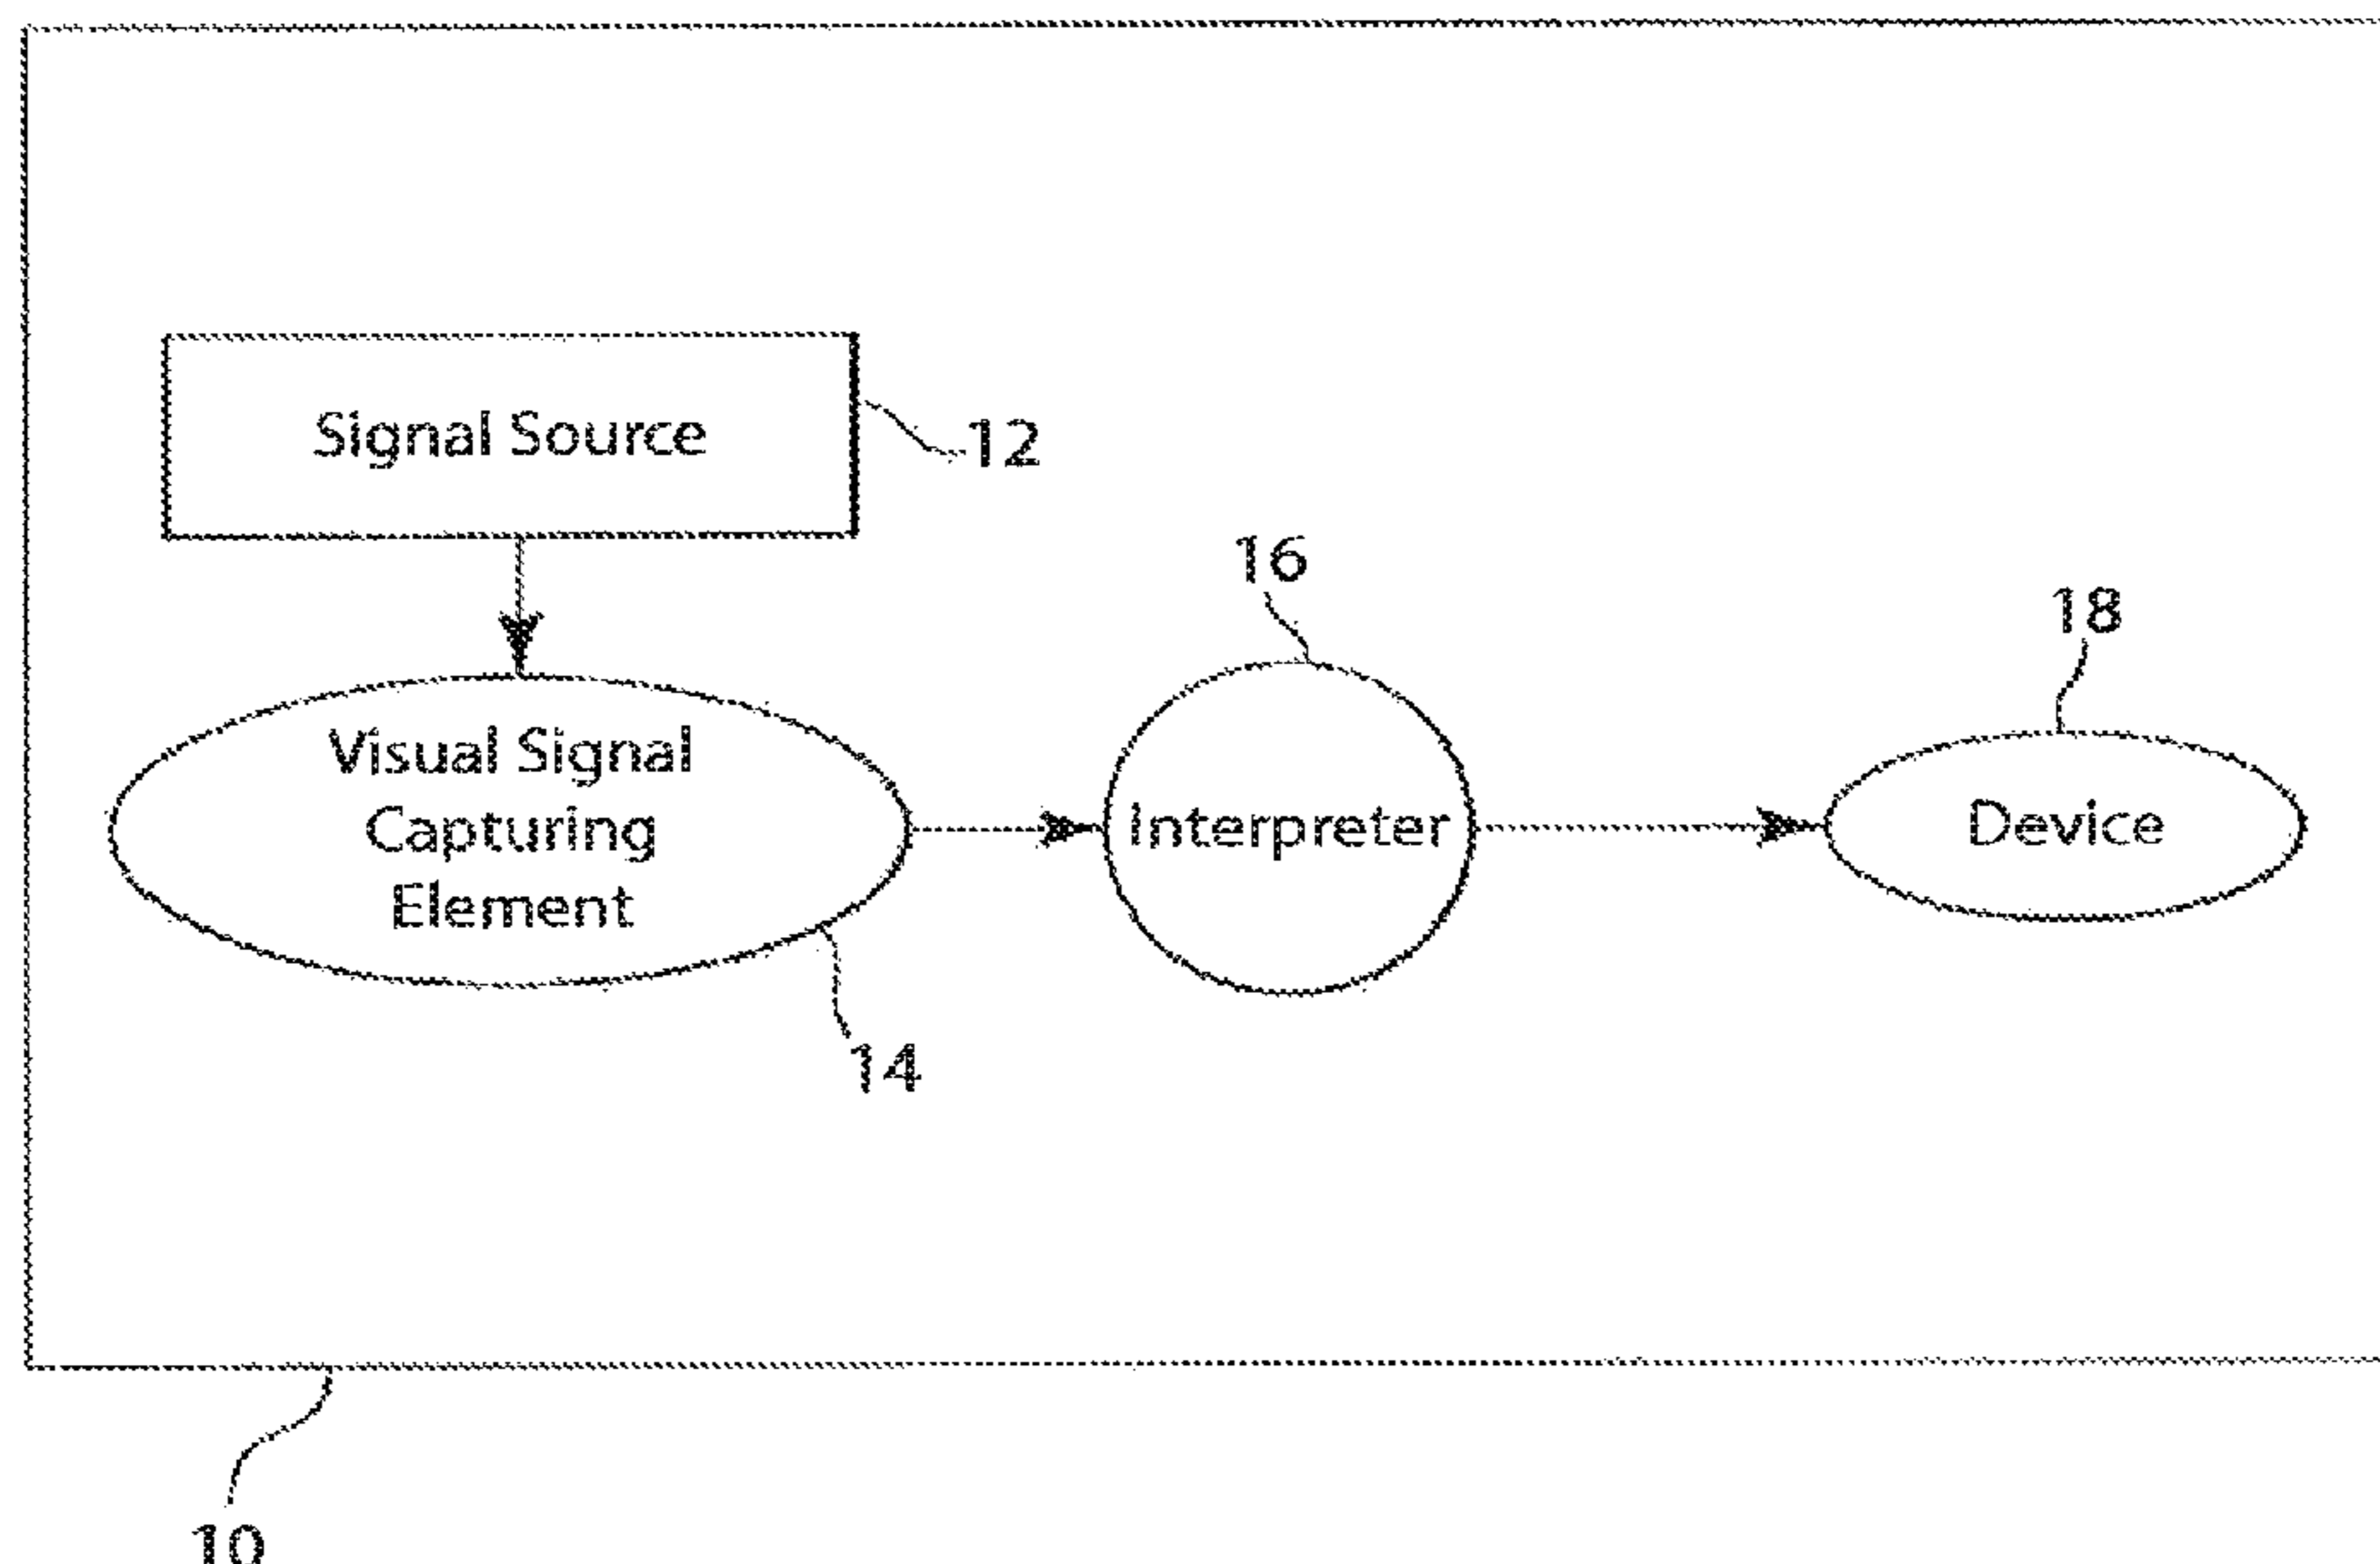 Signal Source
12
16
18
Visual Signal
Capturing
Element
Interpreter
Device
14
10